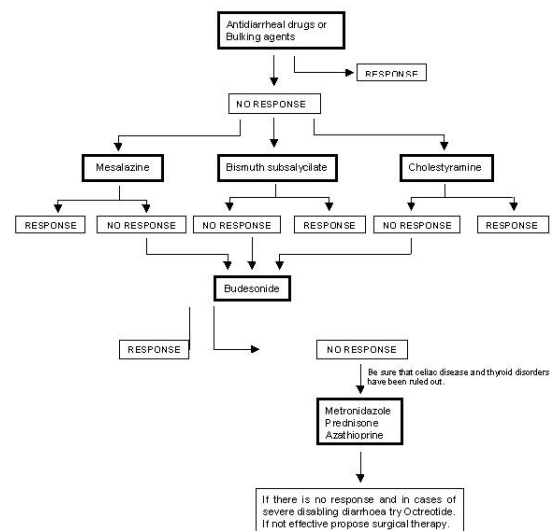 Antidiarrheal drugs or
Bulking agents
RESPONSE
NO RESPONSE
Mesalazine
Bismuth subsalycilate
Cholestyramine
RESPONSE
NO RESPONSE
NO RESPONSE
RESPONSE
NO RESPONSE
RESPONSE
Budesonide
RESPONSE
NO RESPONSE
Be sure that celiac disease and thyroid disorders
have been ruled out.
Metronidazole
Prednisone
Azathioprine
If there is no response and in cases of
severe disabling diarrhoea try Octreotide.
If not effective propose surgical therapy.